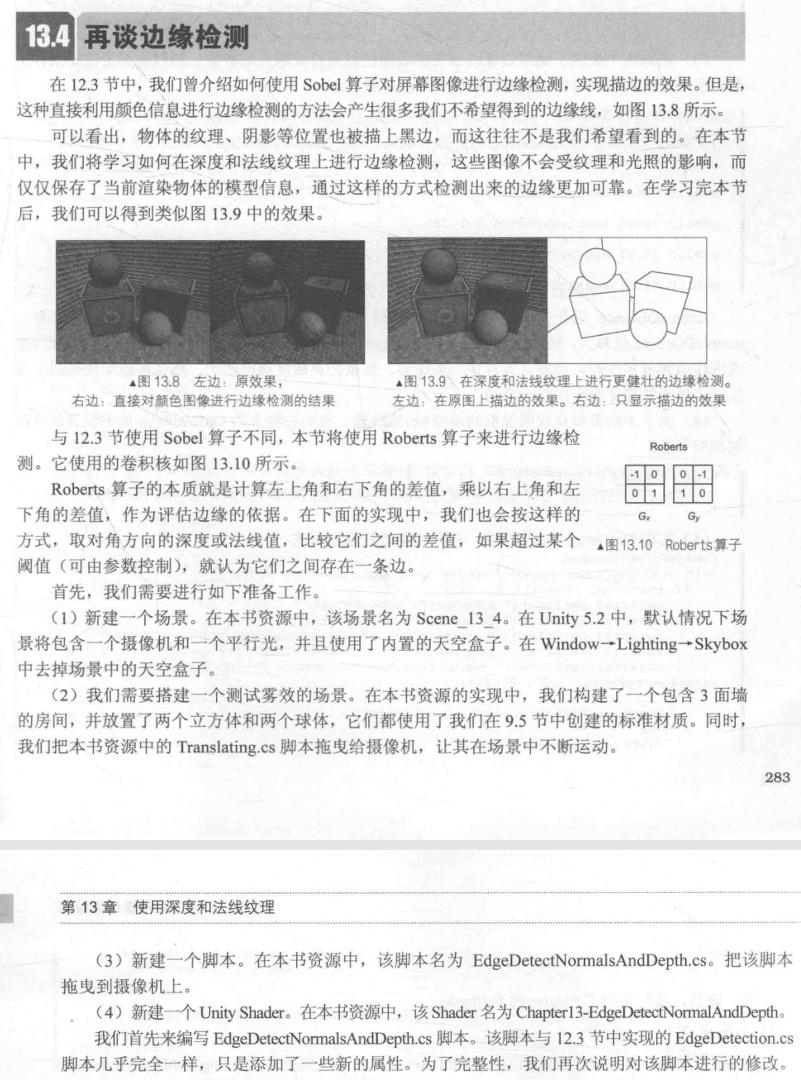 13.4 再谈边缘检测
在 12.3 节中，我们曾介绍如何使用 Sobel 算子对屏幕图像进行边缘检测，实现描边的效果。但是，
这种直接利用颜色信息进行边缘检测的方法会产生很多我们不希望得到的边缘线，如图 13.8 所示。
可以看出，物体的纹理、阴影等位置也被描上黑边，而这往往不是我们希望看到的。在本节
中，我们将学习如何在深度和法线纹理上进行边缘检测，这些图像不会受纹理和光照的影响，而
仅仅保存了当前渲染物体的模型信息，通过这样的方式检测出来的边缘更加可靠。在学习完本节
后，我们可以得到类似图 13.9 中的效果。
▲图 13.8 左边：原效果，
右边：直接对颜色图像进行边缘检测的结果
▲图 13.9 在深度和法线纹理上进行更健壮的边缘检测。
左边：在原图上描边的效果。右边：只显示描边的效果
与 12.3 节使用 Sobel 算子不同，本节将使用 Roberts 算子来进行边缘检
测。它使用的卷积核如图 13.10 所示。
Roberts 算子的本质就是计算左上角和右下角的差值，乘以右上角和左
下角的差值，作为评估边缘的依据。在下面的实现中，我们也会按这样的
方式，取对角方向的深度或法线值，比较它们之间的差值，如果超过某个
阈值（可由参数控制），就认为它们之间存在一条边。
Roberts
-1 0 0 -1
0 1 1 0
Gx Gy
▲图13.10 Roberts算子
首先，我们需要进行如下准备工作。
（1）新建一个场景。在本书资源中，该场景名为 Scene_13_4。在 Unity 5.2 中，默认情况下场
景将包含一个摄像机和一个平行光，并且使用了内置的天空盒子。在 Window→Lighting→Skybox
中去掉场景中的天空盒子。
（2）我们需要搭建一个测试雾效的场景。在本书资源的实现中，我们构建了一个包含 3 面墙
的房间，并放置了两个立方体和两个球体，它们都使用了我们在 9.5 节中创建的标准材质。同时，
我们把本书资源中的 Translating.cs 脚本拖曳给摄像机，让其在场景中不断运动。
283
第 13 章 使用深度和法线纹理
（3）新建一个脚本。在本书资源中，该脚本名为 EdgeDetectNormalsAndDepth.cs。把该脚本
拖曳到摄像机上。
（4）新建一个 Unity Shader。在本书资源中，该 Shader 名为 Chapter13-EdgeDetectNormalAndDepth。
我们首先来编写 EdgeDetectNormalsAndDepth.cs 脚本。该脚本与 12.3 节中实现的 EdgeDetection.cs
脚本几乎完全一样，只是添加了一些新的属性。为了完整性，我们再次说明对该脚本进行的修改。